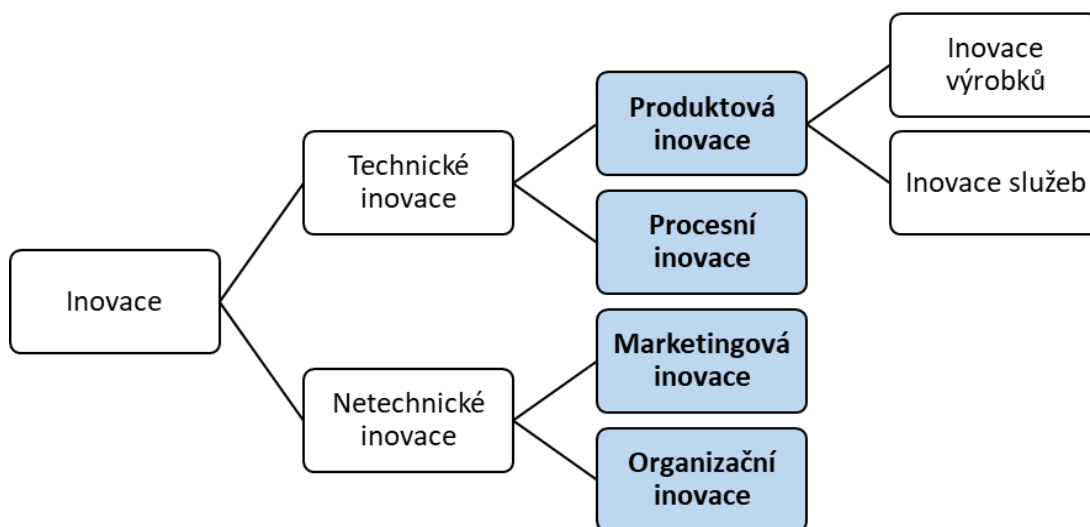 Inovace
Technické
inovace
Netechnické
inovace
Produktová
inovace
Procesní
inovace
Marketingová
inovace
Organizační
inovace
Inovace
výrobků
Inovace služeb